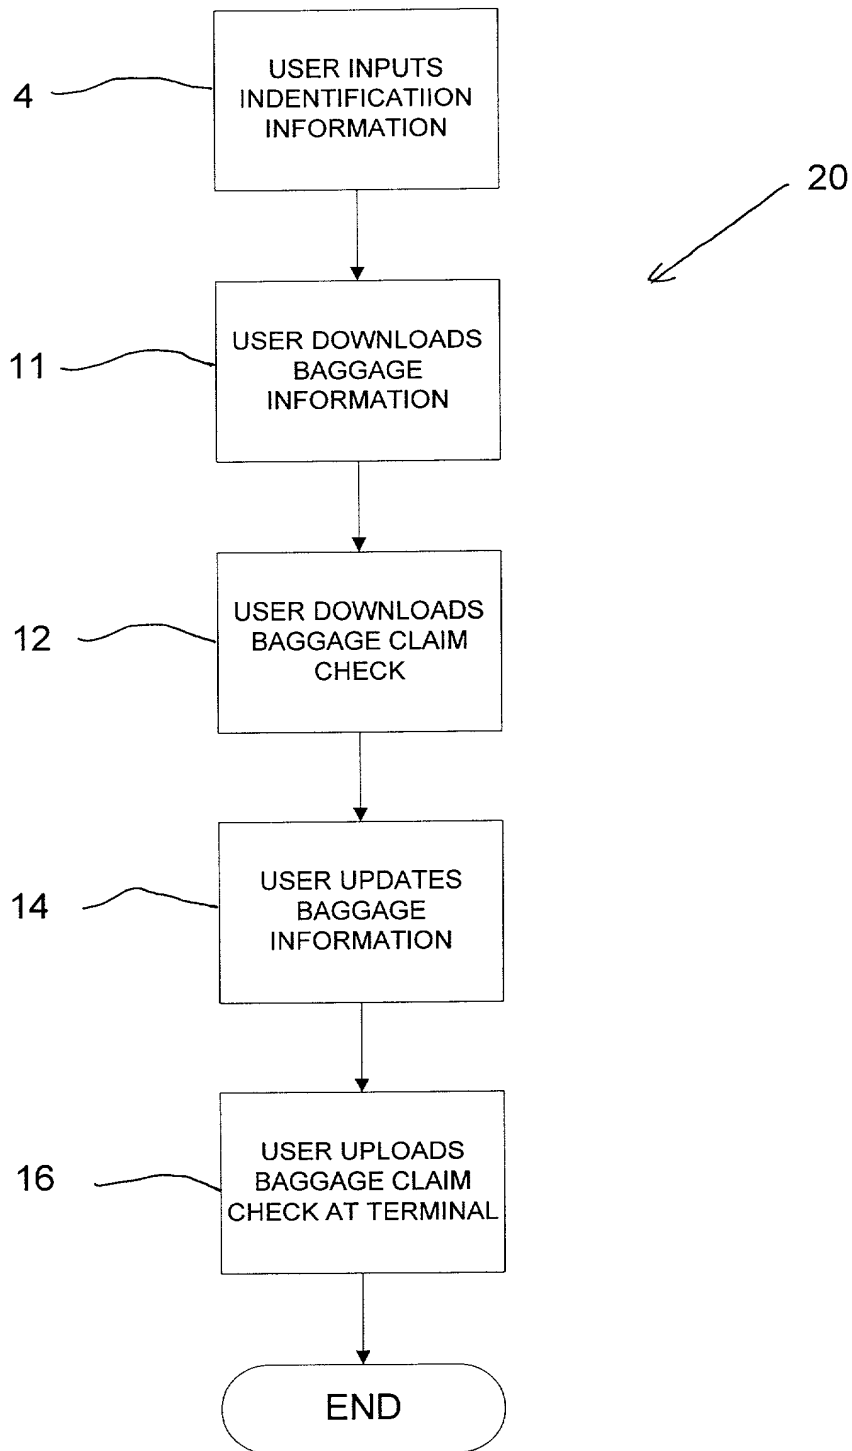 USER INPUTS
INDENTIFICATIION
INFORMATION
4
20
USER DOWNLOADS
BAGGAGE
INFORMATION
11
USER DOWNLOADS
BAGGAGE CLAIM
CHECK
12
USER UPDATES
BAGGAGE
INFORMATION
14
USER UPLOADS
BAGGAGE CLAIM
CHECK AT TERMINAL
16
END